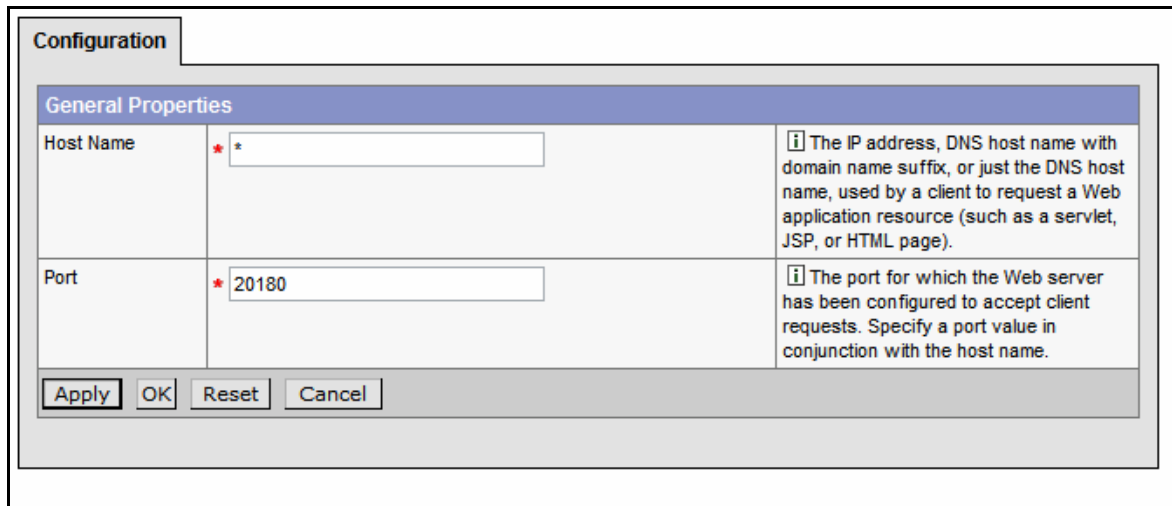 Configuration
General Properties
Host Name
* *
i The IP address, DNS host name with
domain name suffix, or just the DNS host
name, used by a client to request a Web
application resource (such as a servlet,
JSP, or HTML page).
Port
* 20180
i The port for which the Web server
has been configured to accept client
requests. Specify a port value in
conjunction with the host name.
Apply OK Reset Cancel